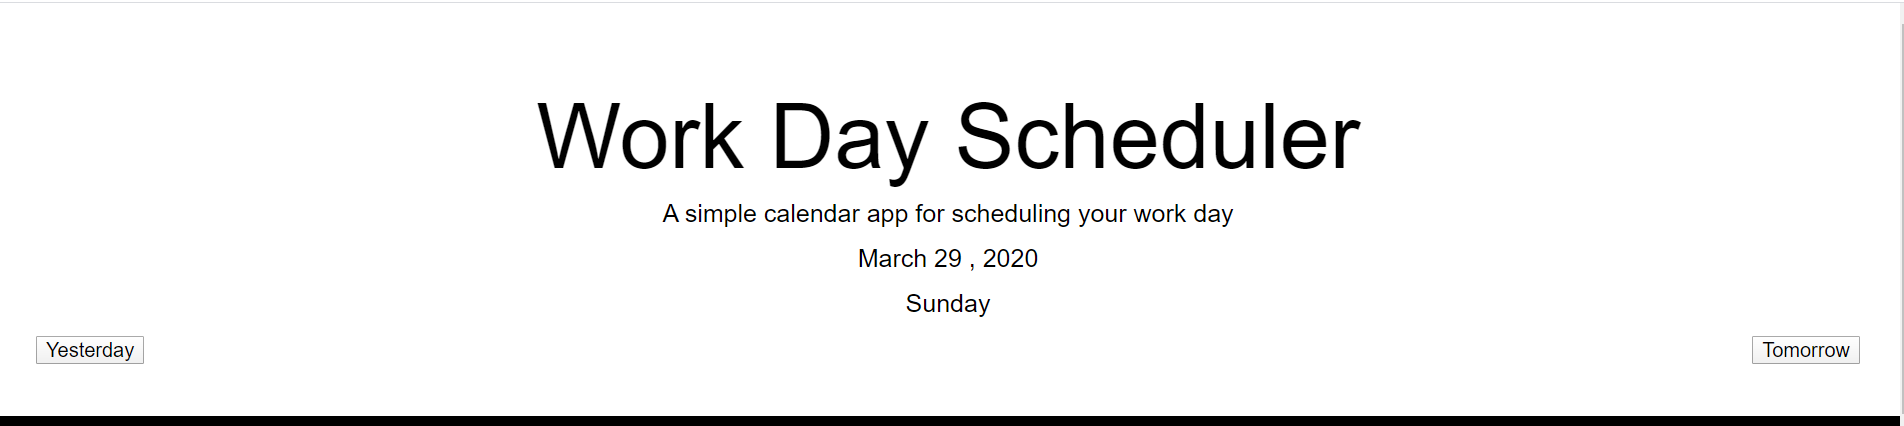 Work Day Scheduler
A simple calendar app for scheduling your work day
March 29 , 2020
Sunday
Yesterday
Tomorrow